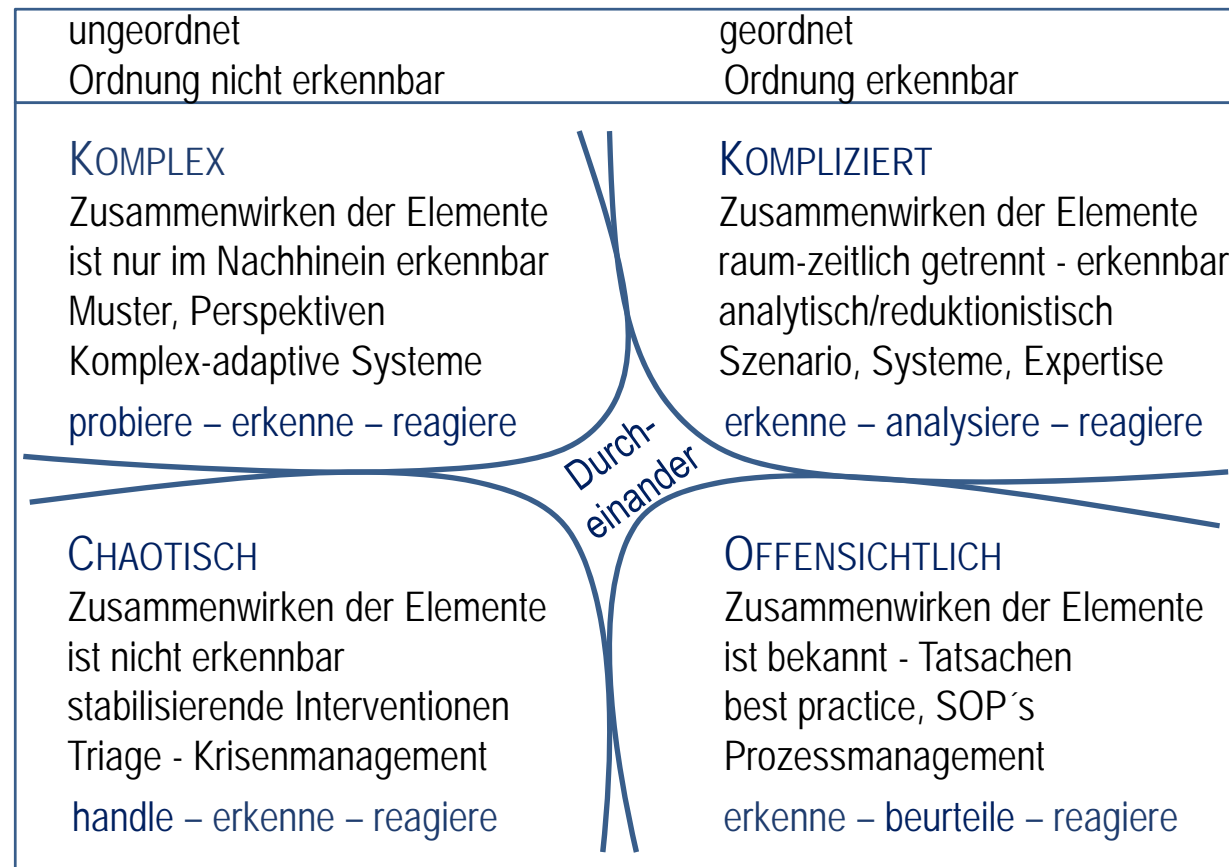 ungeordnet
Ordnung nicht erkennbar
geordnet
Ordnung erkennbar
KOMPLEX
Zusammenwirken der Elemente
ist nur im Nachhinein erkennbar
Muster, Perspektiven
Komplex-adaptive Systeme
probiere – erkenne – reagiere
KOMPLIZIERT
Zusammenwirken der Elemente
raum-zeitlich getrennt - erkennbar
analytisch/reduktionistisch
Szenario, Systeme, Expertise
erkenne – analysiere – reagiere
Durch-
einander
CHAOTISCH
Zusammenwirken der Elemente
ist nicht erkennbar
stabilisierende Interventionen
Triage - Krisenmanagement
handle – erkenne – reagiere
OFFENSICHTLICH
Zusammenwirken der Elemente
ist bekannt - Tatsachen
best practice, SOP´s
Prozessmanagement
erkenne – beurteile – reagiere